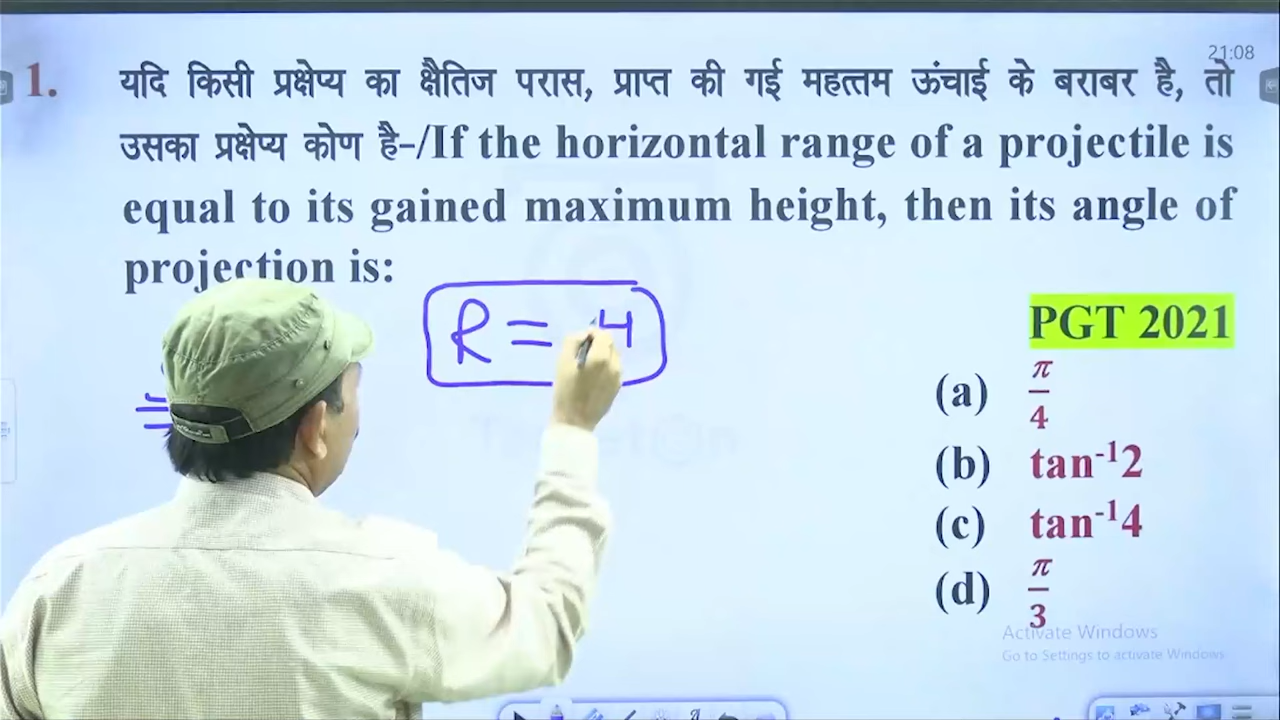 21:08
1. यदि किसी प्रक्षेप्य का क्षैतिज परास, प्राप्त की गई महत्तम ऊंचाई के बराबर है, तो
उसका प्रक्षेप्य कोण है-/If the horizontal range of a projectile is
equal to its gained maximum height, then its angle of
projection is:
R = H
PGT 2021
(a) π/4
(b) tan⁻¹2
(c) tan⁻¹4
(d) π/3
Activate Windows
Go to Settings to activate Windows.